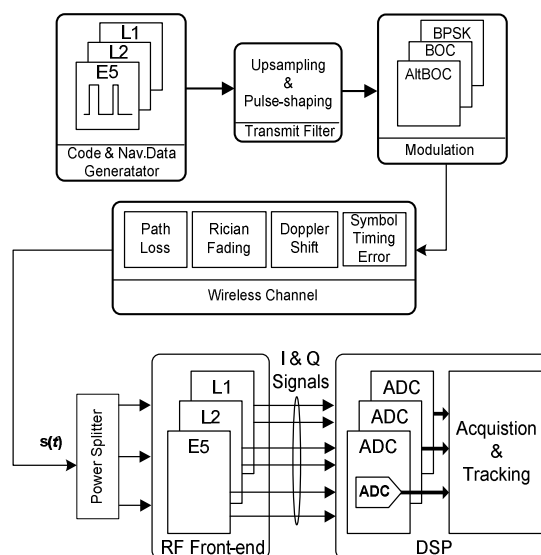 L1
L2
E5
Code & Nav.Data
Generatator
Upsampling
&
Pulse-shaping
Transmit Filter
BPSK
BOC
AltBOC
Modulation
Path
Loss
Rician
Fading
Doppler
Shift
Symbol
Timing
Error
Wireless Channel
s(t)
Power Splitter
L1
L2
E5
RF Front-end
I & Q
Signals
ADC
ADC
ADC
ADC
DSP
Acquistion
&
Tracking